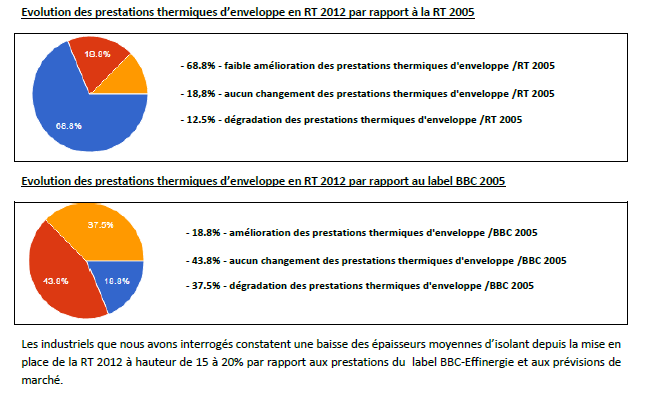 Evolution des prestations thermiques d'enveloppe en RT 2012 par rapport à la RT 2005
18.8%
68.8%
- 68.8% - faible amélioration des prestations thermiques d'enveloppe /RT 2005
- 18,8% - aucun changement des prestations thermiques d'enveloppe /RT 2005
- 12.5% - dégradation des prestations thermiques d'enveloppe /RT 2005
Evolution des prestations thermiques d'enveloppe en RT 2012 par rapport au label BBC 2005
37.5%
43.8%
18.8%
- 18.8% - amélioration des prestations thermiques d'enveloppe /BBC 2005
- 43.8% - aucun changement des prestations thermiques d'enveloppe /BBC 2005
- 37.5% - dégradation des prestations thermiques d'enveloppe /BBC 2005
Les industriels que nous avons interrogés constatent une baisse des épaisseurs moyennes d'isolant depuis la mise en
place de la RT 2012 à hauteur de 15 à 20% par rapport aux prestations du label BBC-Effinergie et aux prévisions de
marché.